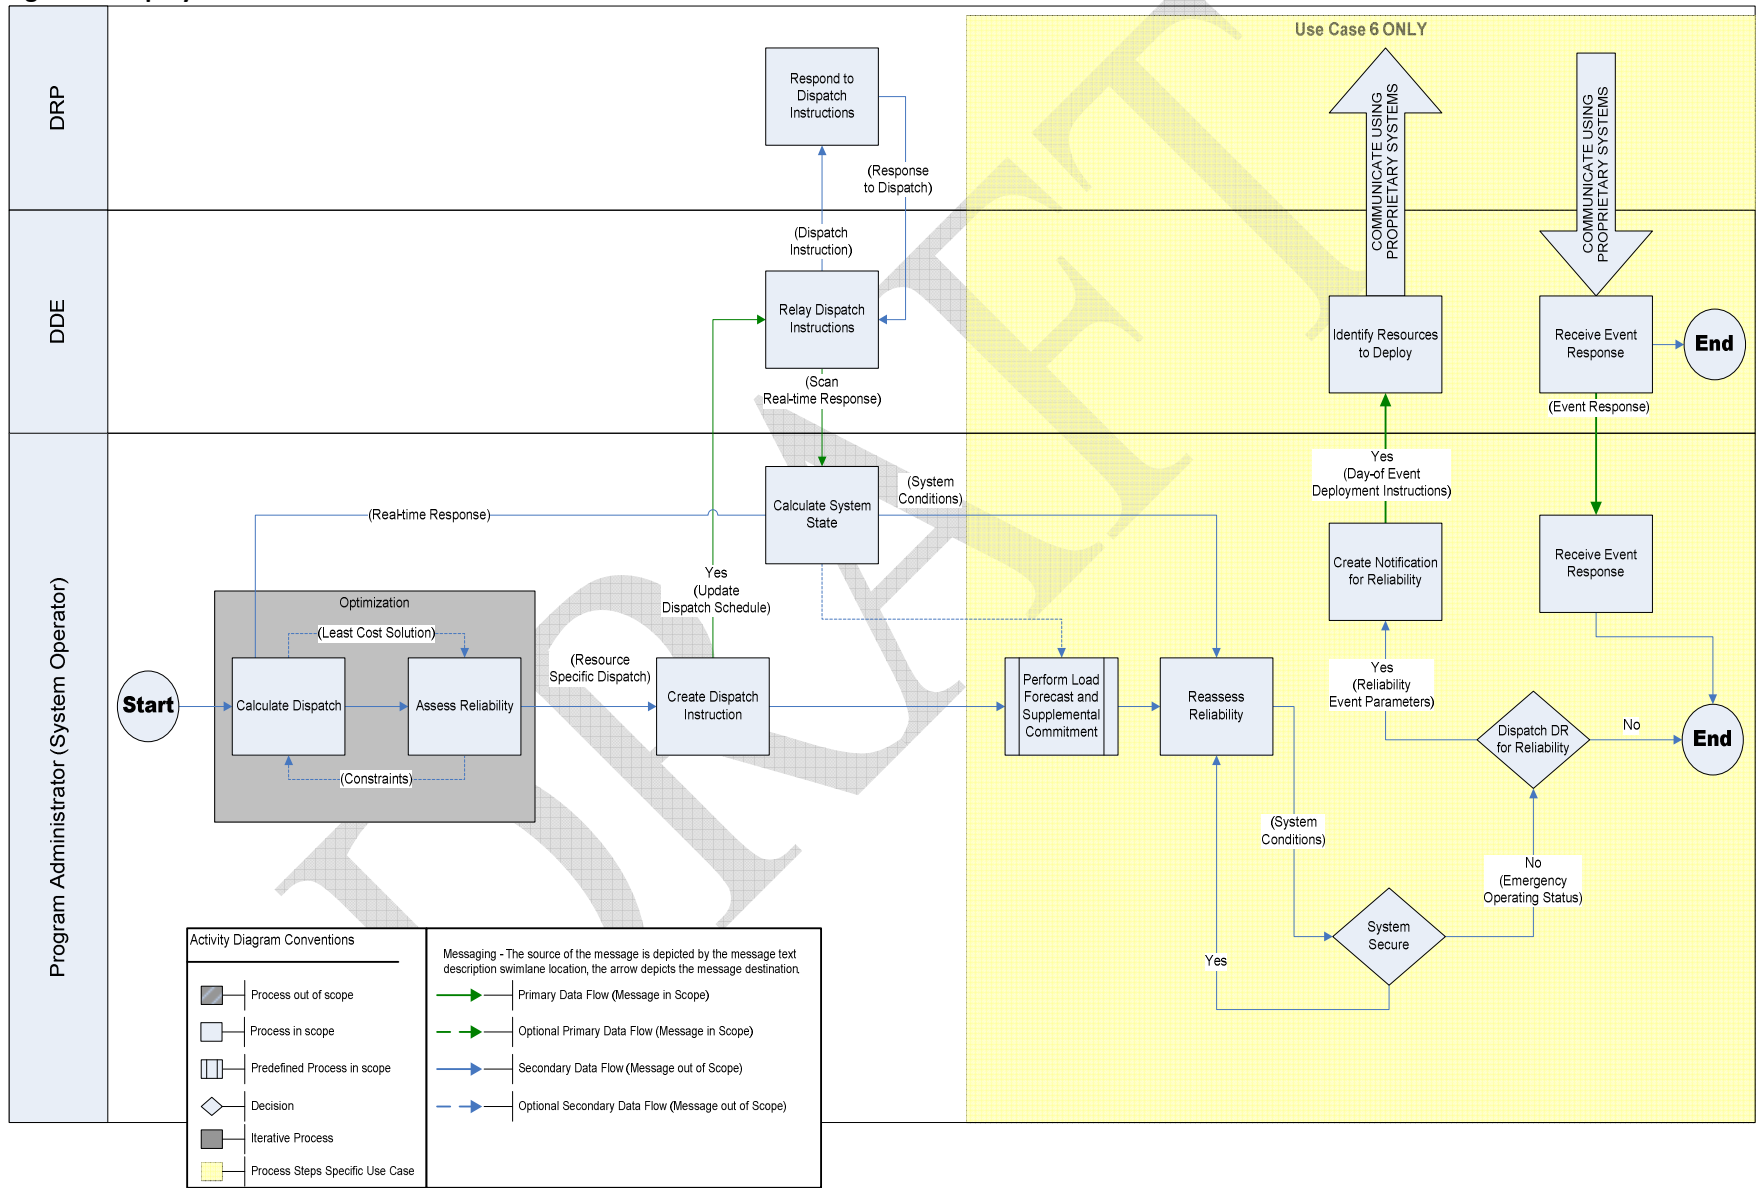 Use Case 6 ONLY
DRP
Respond to
Dispatch
Instructions
(Response
to Dispatch)
COMMUNICATE USING
PROPRIETARY SYSTEMS
COMMUNICATE USING
PROPRIETARY SYSTEMS
DDE
(Dispatch
Instruction)
Relay Dispatch
Instructions
(Scan
Real-time Response)
Identify Resources
to Deploy
Receive Event
Response
End
(Event Response)
Program Administrator (System Operator)
Yes
(Day-of Event
Deployment Instructions)
(System
Conditions)
Calculate System
State
(Real-time Response)
Create Notification
for Reliability
Receive Event
Response
Yes
(Update
Dispatch Schedule)
Optimization
(Least Cost Solution)
Start
Calculate Dispatch
Assess Reliability
(Constraints)
(Resource
Specific Dispatch)
Create Dispatch
Instruction
Perform Load
Forecast and
Supplemental
Commitment
Reassess
Reliability
Yes
(Reliability
Event Parameters)
Dispatch DR
for Reliability
No
End
(System
Conditions)
No
(Emergency
Operating Status)
System
Secure
Yes
Activity Diagram Conventions
Process out of scope
Process in scope
Predefined Process in scope
Decision
Iterative Process
Process Steps Specific Use Case
Messaging - The source of the message is depicted by the message text
description swimlane location, the arrow depicts the message destination.
Primary Data Flow (Message in Scope)
Optional Primary Data Flow (Message in Scope)
Secondary Data Flow (Message out of Scope)
Optional Secondary Data Flow (Message out of Scope)
DRAFT